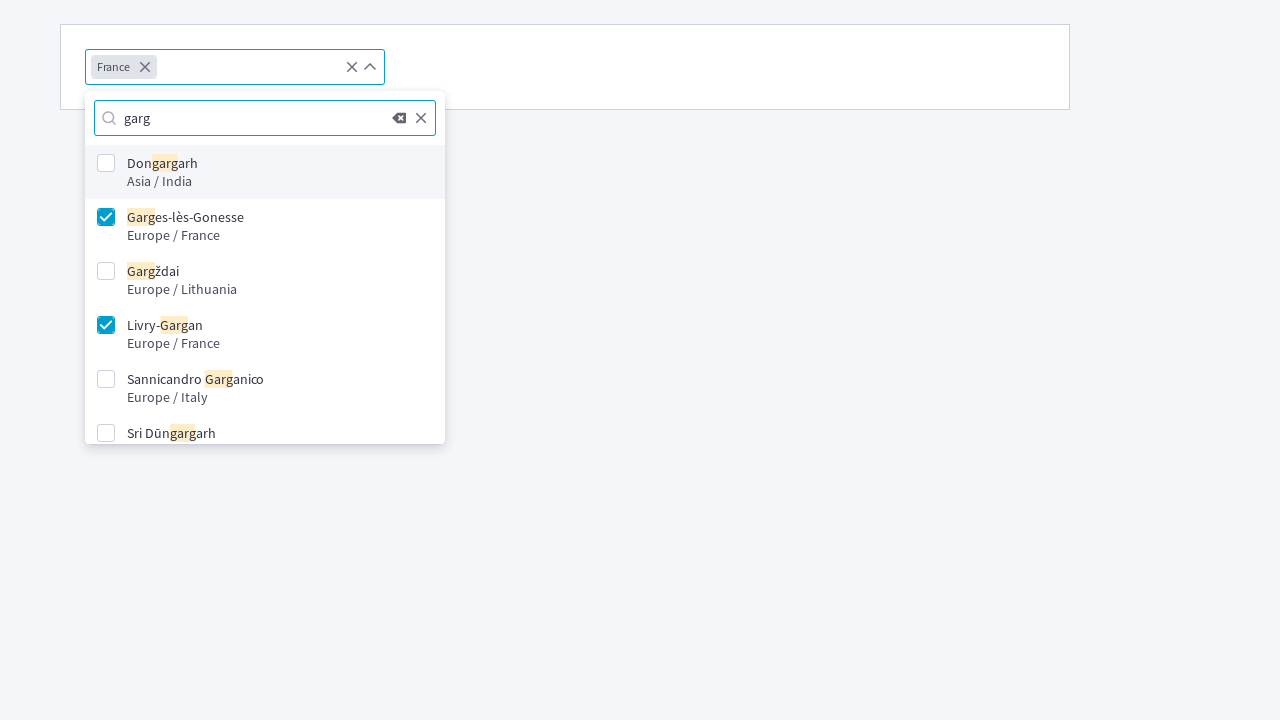 France
garg
Dongargarh
Asia / India
Garges-lès-Gonesse
Europe / France
Gargždai
Europe / Lithuania
Livry-Gargan
Europe / France
Sannicandro Garganico
Europe / Italy
Sri Dūngargarh